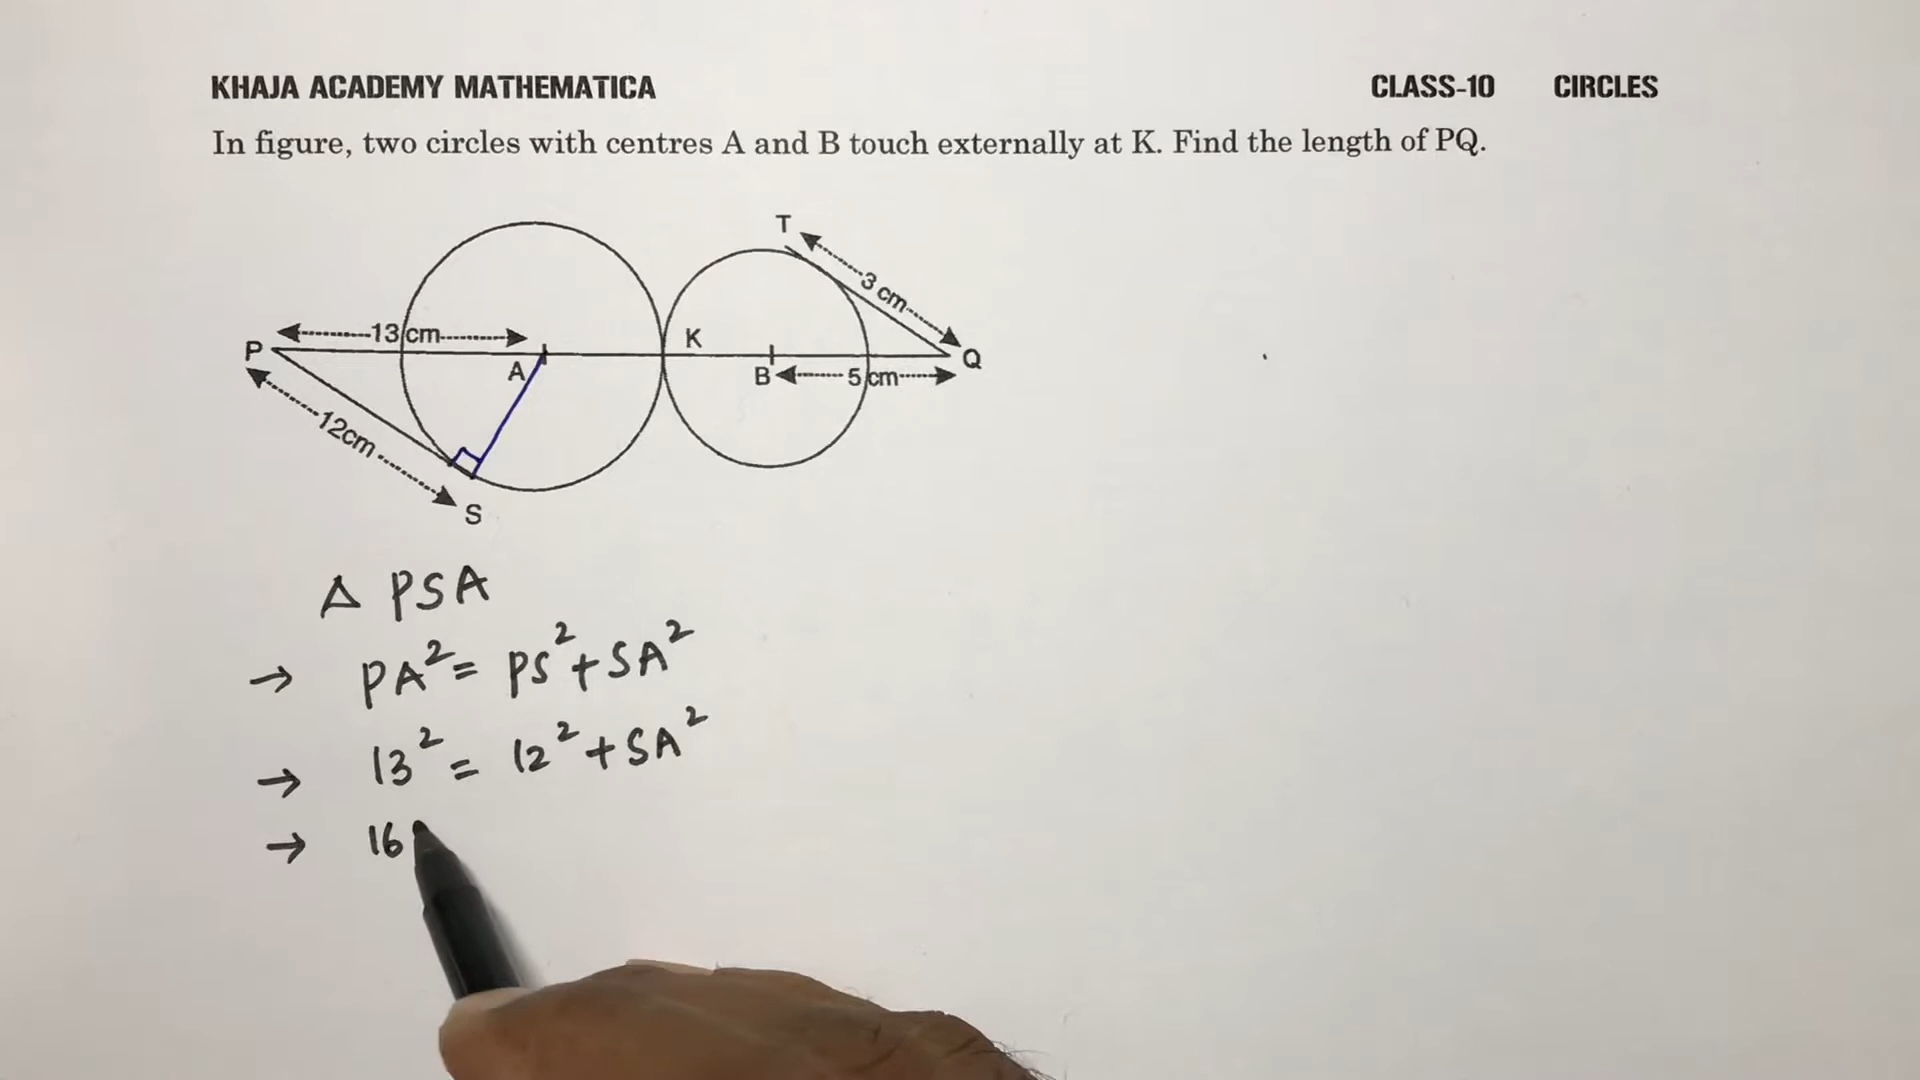 KHAJA ACADEMY MATHEMATICA CLASS-10 CIRCLES
In figure, two circles with centres A and B touch externally at K. Find the length of PQ.
T
3 cm
13 cm
K
P
A
B
5 cm
Q
12cm
S
Δ PSA
→ PA² = PS² + SA²
→ 13² = 12² + SA²
→ 16